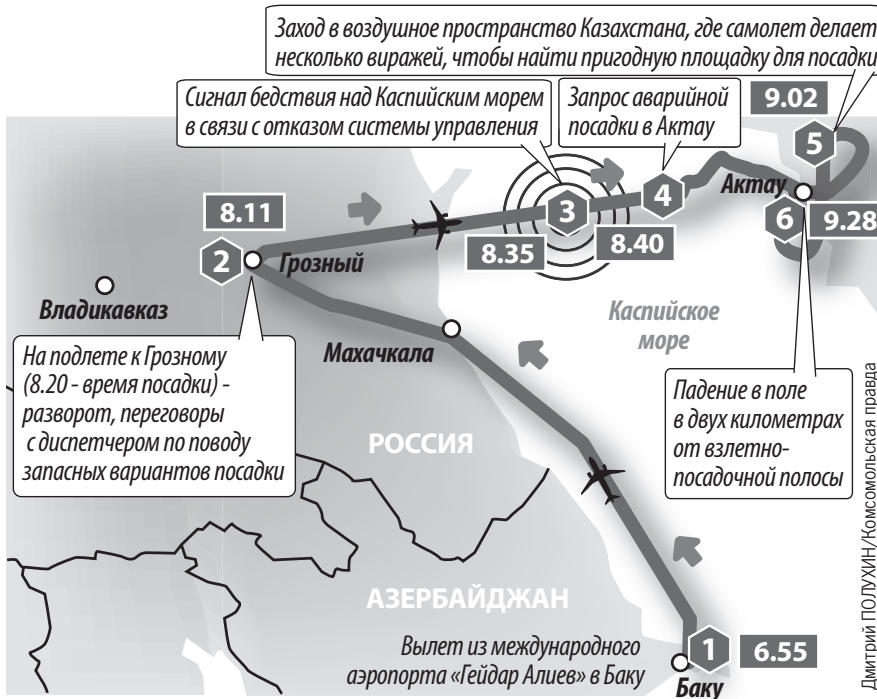 Заход в воздушное пространство Казахстана, где самолет делает
несколько виражей, чтобы найти пригодную площадку для посадки
Сигнал бедствия над Каспийским морем
в связи с отказом системы управления
Запрос аварийной
посадки в Актау
9.02
5
Актау
6
9.28
4
3
8.35
8.40
8.11
2
Грозный
Владикавказ
Каспийское
море
Махачкала
На подлете к Грозному
(8.20 - время посадки) -
разворот, переговоры
с диспетчером по поводу
запасных вариантов посадки
Падение в поле
в двух километрах
от взлетно-
посадочной полосы
РОССИЯ
АЗЕРБАЙДЖАН
Вылет из международного
аэропорта «Гейдар Алиев» в Баку
1
6.55
Баку
Дмитрий ПОЛУХИН/Комсомольская правда